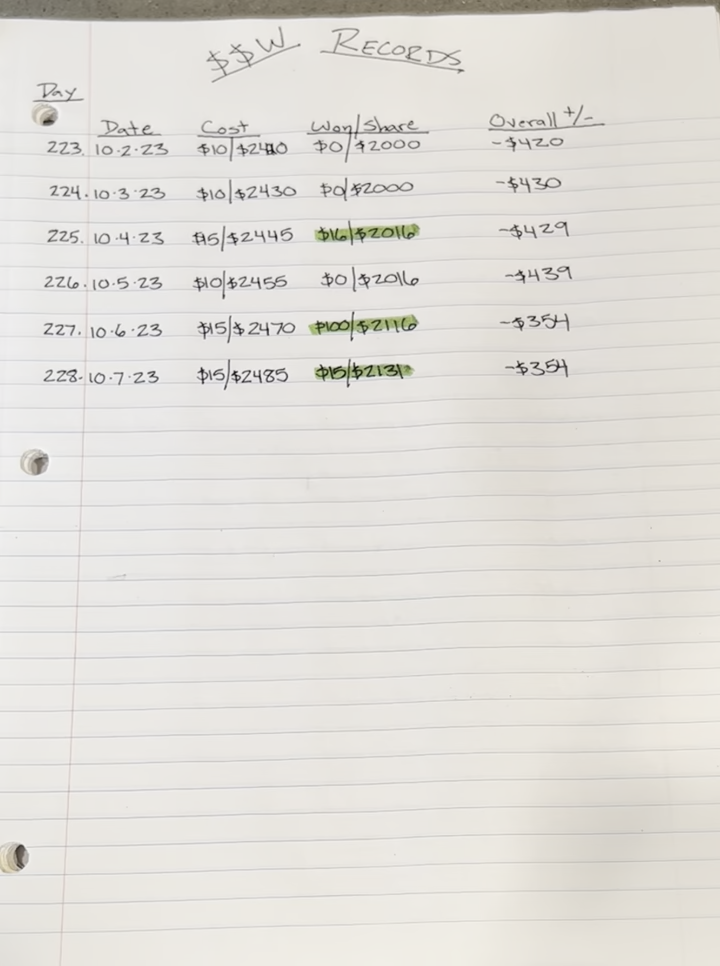 $$W RECORDS
Day
Date Cost Won/Share Overall +/-
223. 10.2.23 $10/ $0/$2000 -$420
224. 10.3.23 $10/$2430 $0/$2000 -$430
225. 10.4.23 $15/$2445 $16/$2016 -$429
226. 10.5.23 $10/$2455 $0/$2016 -$439
227. 10.6.23 $15/$2470 $100/$2116 -$354
228. 10.7.23 $15/$2485 $15/$2131 -$354